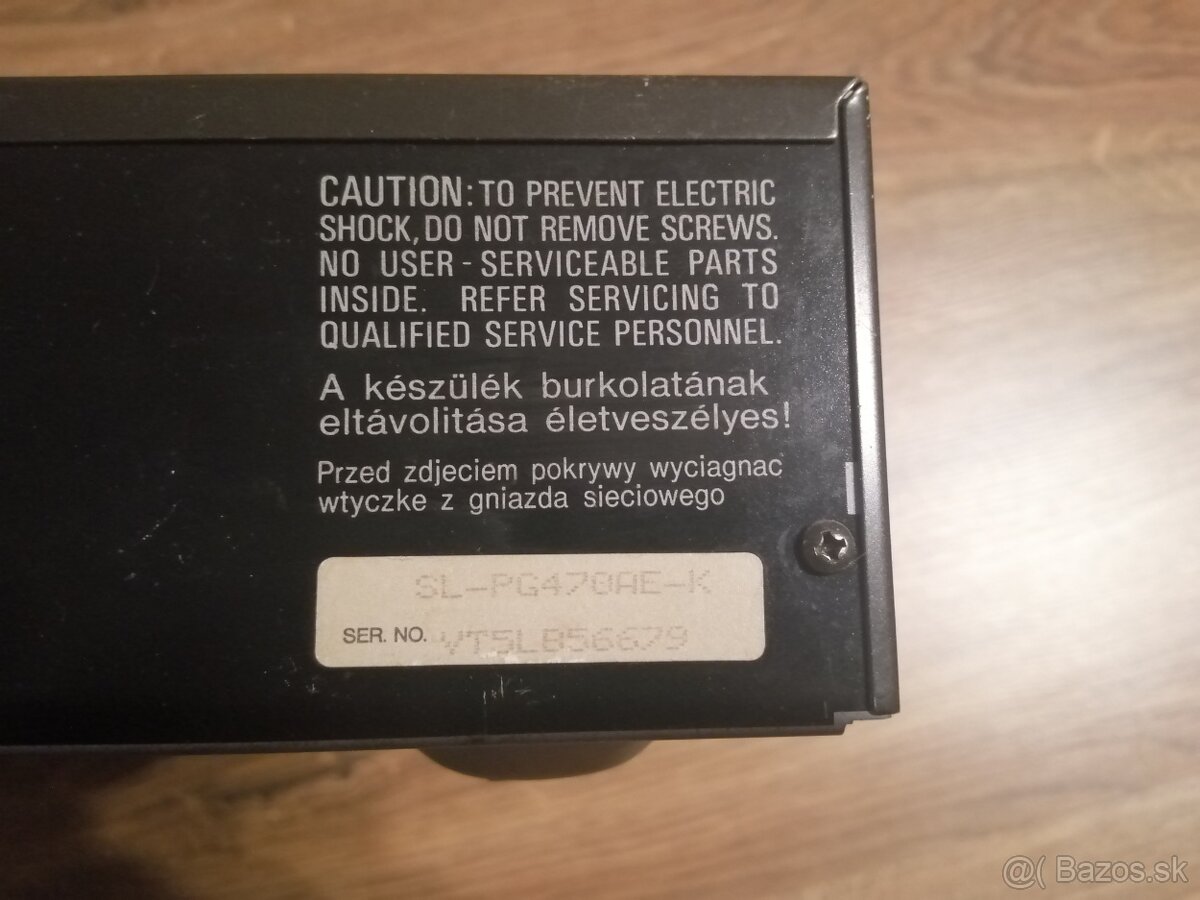 CAUTION: TO PREVENT ELECTRIC
SHOCK, DO NOT REMOVE SCREWS.
NO USER-SERVICEABLE PARTS
INSIDE. REFER SERVICING TO
QUALIFIED SERVICE PERSONNEL.
A készülék burkolatának
eltávolitása életveszélyes!
Przed zdjeciem pokrywy wyciagnac
wtyczke z gniazda sieciowego
SL-PG470AE-K
SER. NO. VT5LB56679
@( Bazos.sk